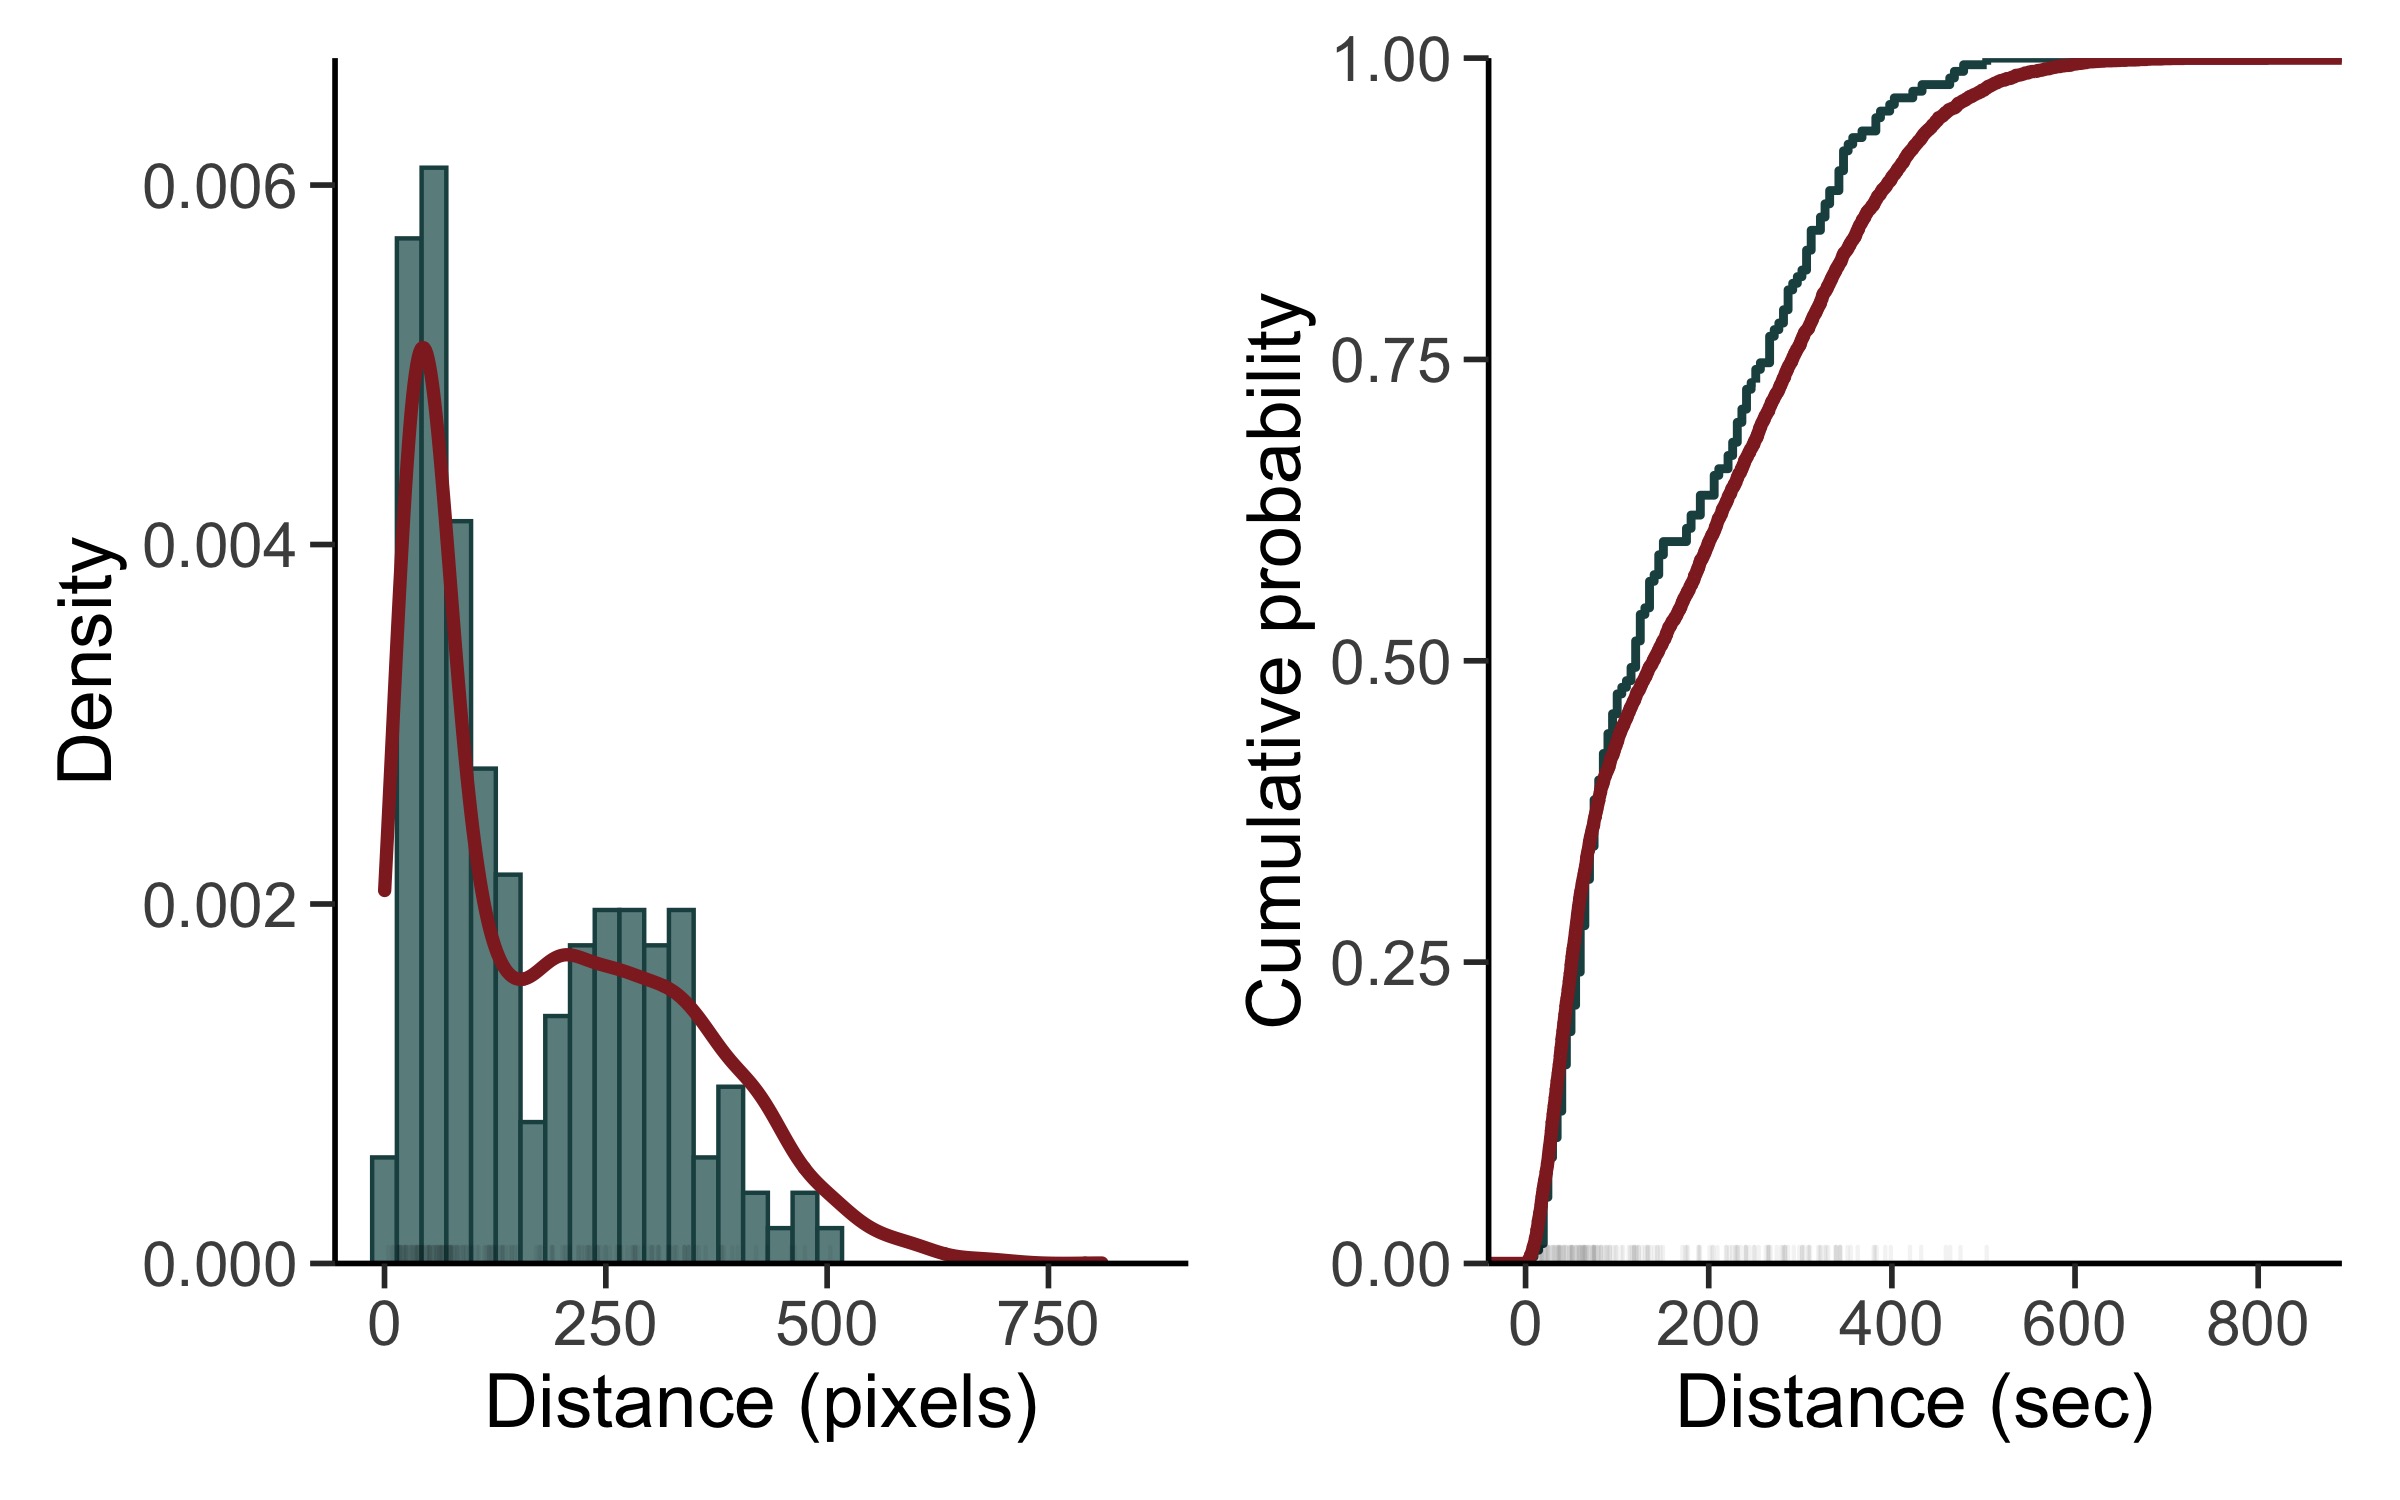 Density
0.006
0.004
0.002
0.000
0 250 500 750
Distance (pixels)
Cumulative probability
1.00
0.75
0.50
0.25
0.00
0 200 400 600 800
Distance (sec)